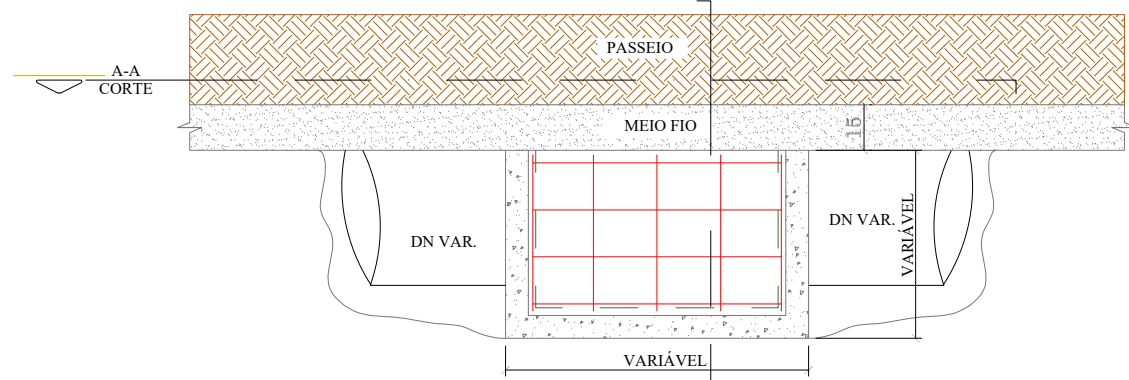 PASSEIO
A-A
CORTE
MEIO FIO
15
DN VAR.
DN VAR.
VARIÁVEL
VARIÁVEL